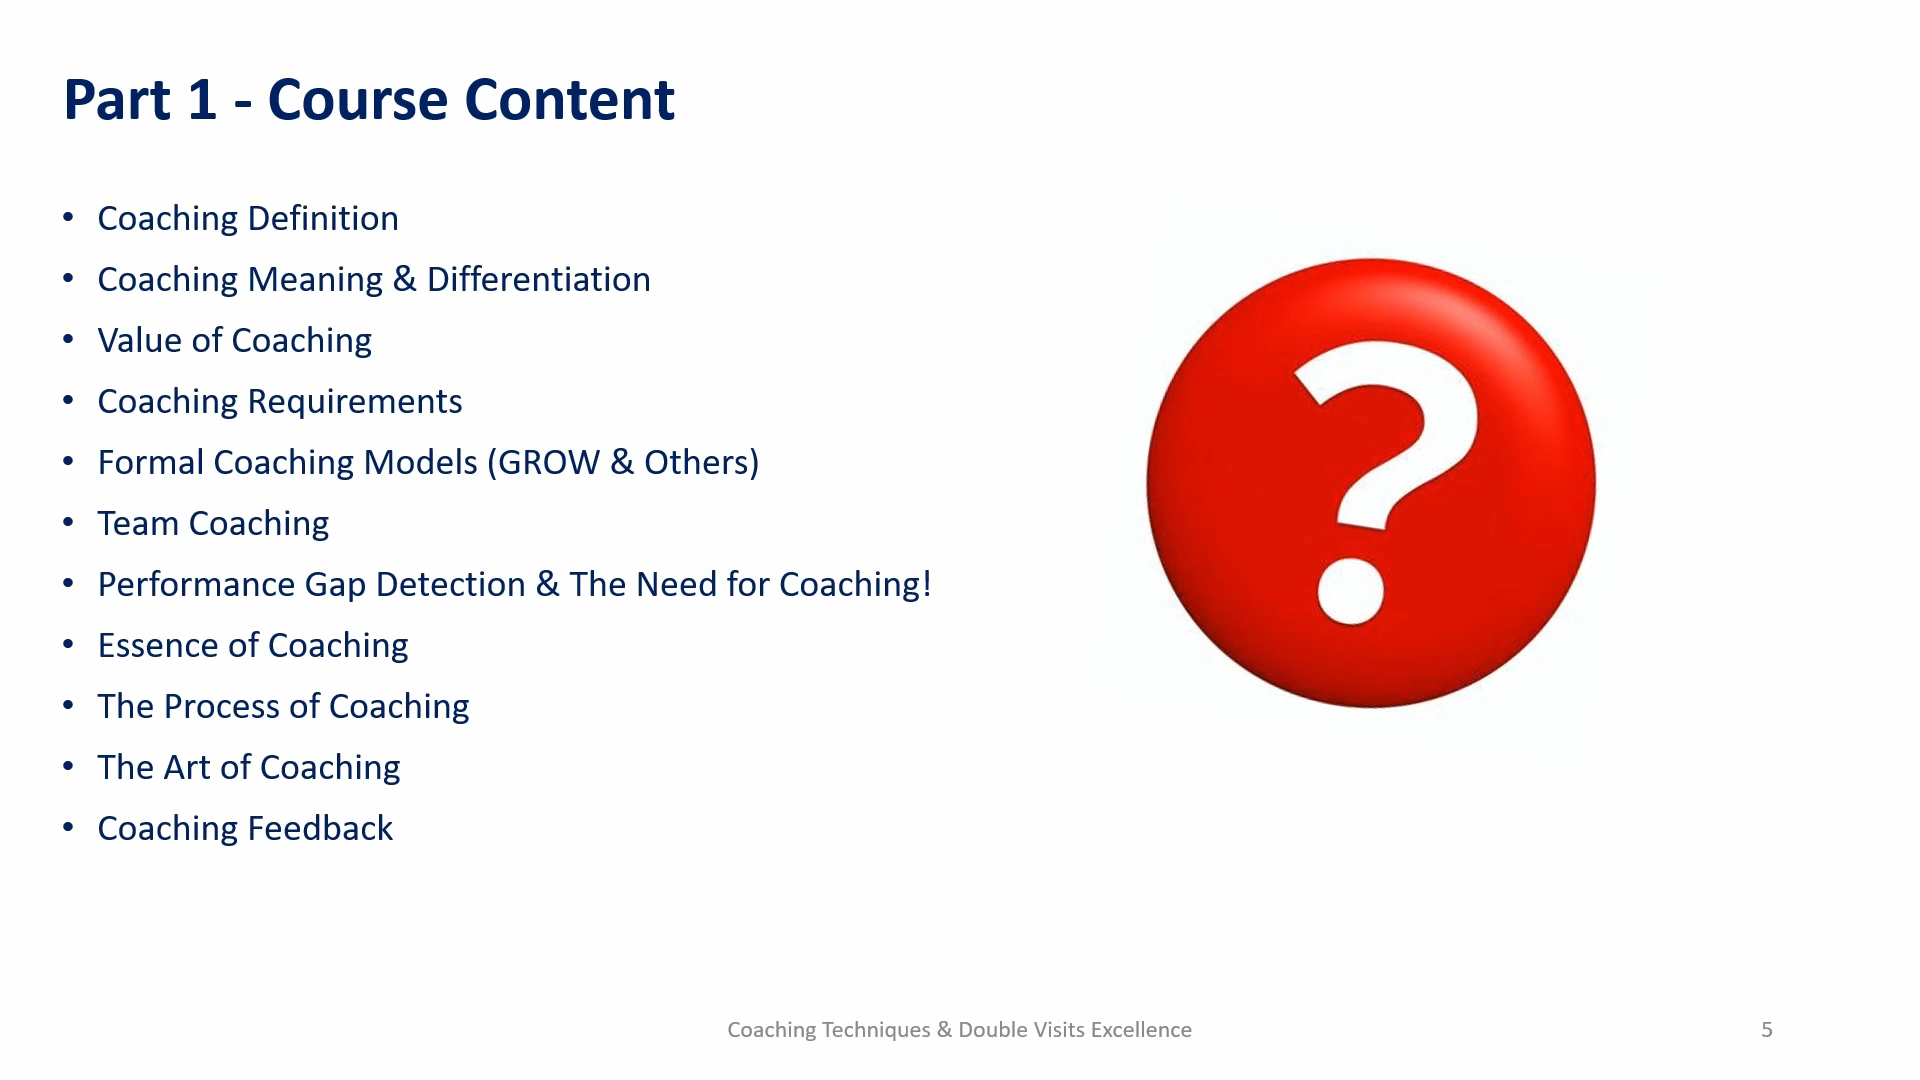 Part 1 - Course Content
• Coaching Definition
• Coaching Meaning & Differentiation
• Value of Coaching
• Coaching Requirements
• Formal Coaching Models (GROW & Others)
• Team Coaching
• Performance Gap Detection & The Need for Coaching!
• Essence of Coaching
• The Process of Coaching
• The Art of Coaching
• Coaching Feedback
?
Coaching Techniques & Double Visits Excellence
5